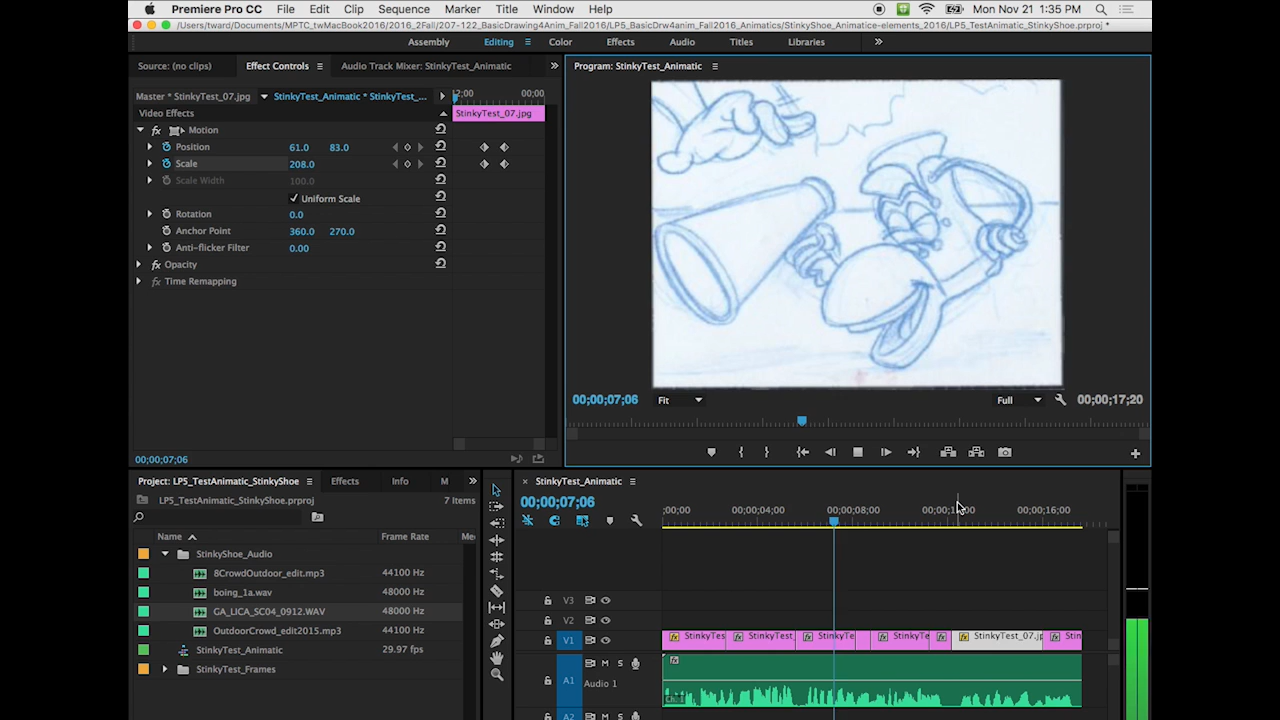 Premiere Pro CC File Edit Clip Sequence Marker Title Window Help Mon Nov 21 1:35 PM
/Users/tward/Documents/MPTC_twMacBook2016/2016_2Fall/207-122_BasicDrawing4Anim_Fall2016/LP5_BasicDrw4anim_Fall2016_Animatics/StinkyShoe_Animatice-elements_2016/LP5_TestAnimatic_StinkyShoe.prproj *
Assembly Editing Color Effects Audio Titles Libraries
Source: (no clips) Effect Controls Audio Track Mixer: StinkyTest_Animatic
Program: StinkyTest_Animatic
Master * StinkyTest_07.jpg StinkyTest_Animatic * StinkyTest_... 00;00
Video Effects StinkyTest_07.jpg
fx Motion
Position 61.0 83.0
Scale 208.0
Scale Width 100.0
Uniform Scale
Rotation 0.0
Anchor Point 360.0 270.0
Anti-flicker Filter 0.00
fx Opacity
fx Time Remapping
00;00;07;06 Fit Full 00;00;17;20
00;00;07;06
Project: LP5_TestAnimatic_StinkyShoe Effects Info M
LP5_TestAnimatic_StinkyShoe.prproj 7 Items
Name Frame Rate Me
StinkyShoe_Audio
8CrowdOutdoor_edit.mp3 44100 Hz
boing_1a.wav 48000 Hz
GA_LICA_SC04_0912.WAV 48000 Hz
OutdoorCrowd_edit2015.mp3 44100 Hz
StinkyTest_Animatic 29.97 fps
StinkyTest_Frames
StinkyTest_Animatic
00;00;07;06
;00;00 00;00;04;00 00;00;08;00 00;00;16;00
V3
V2
V1 StinkyTes StinkyTest_ StinkyTe StinkyTe StinkyTest_07.jp Stin
M S
A1 Audio 1
Ch 1
A2 M S